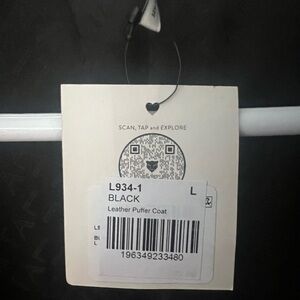 SCAN, TAP and EXPLORE
L934-1 L
BLACK
Leather Puffer Coat
196349233480